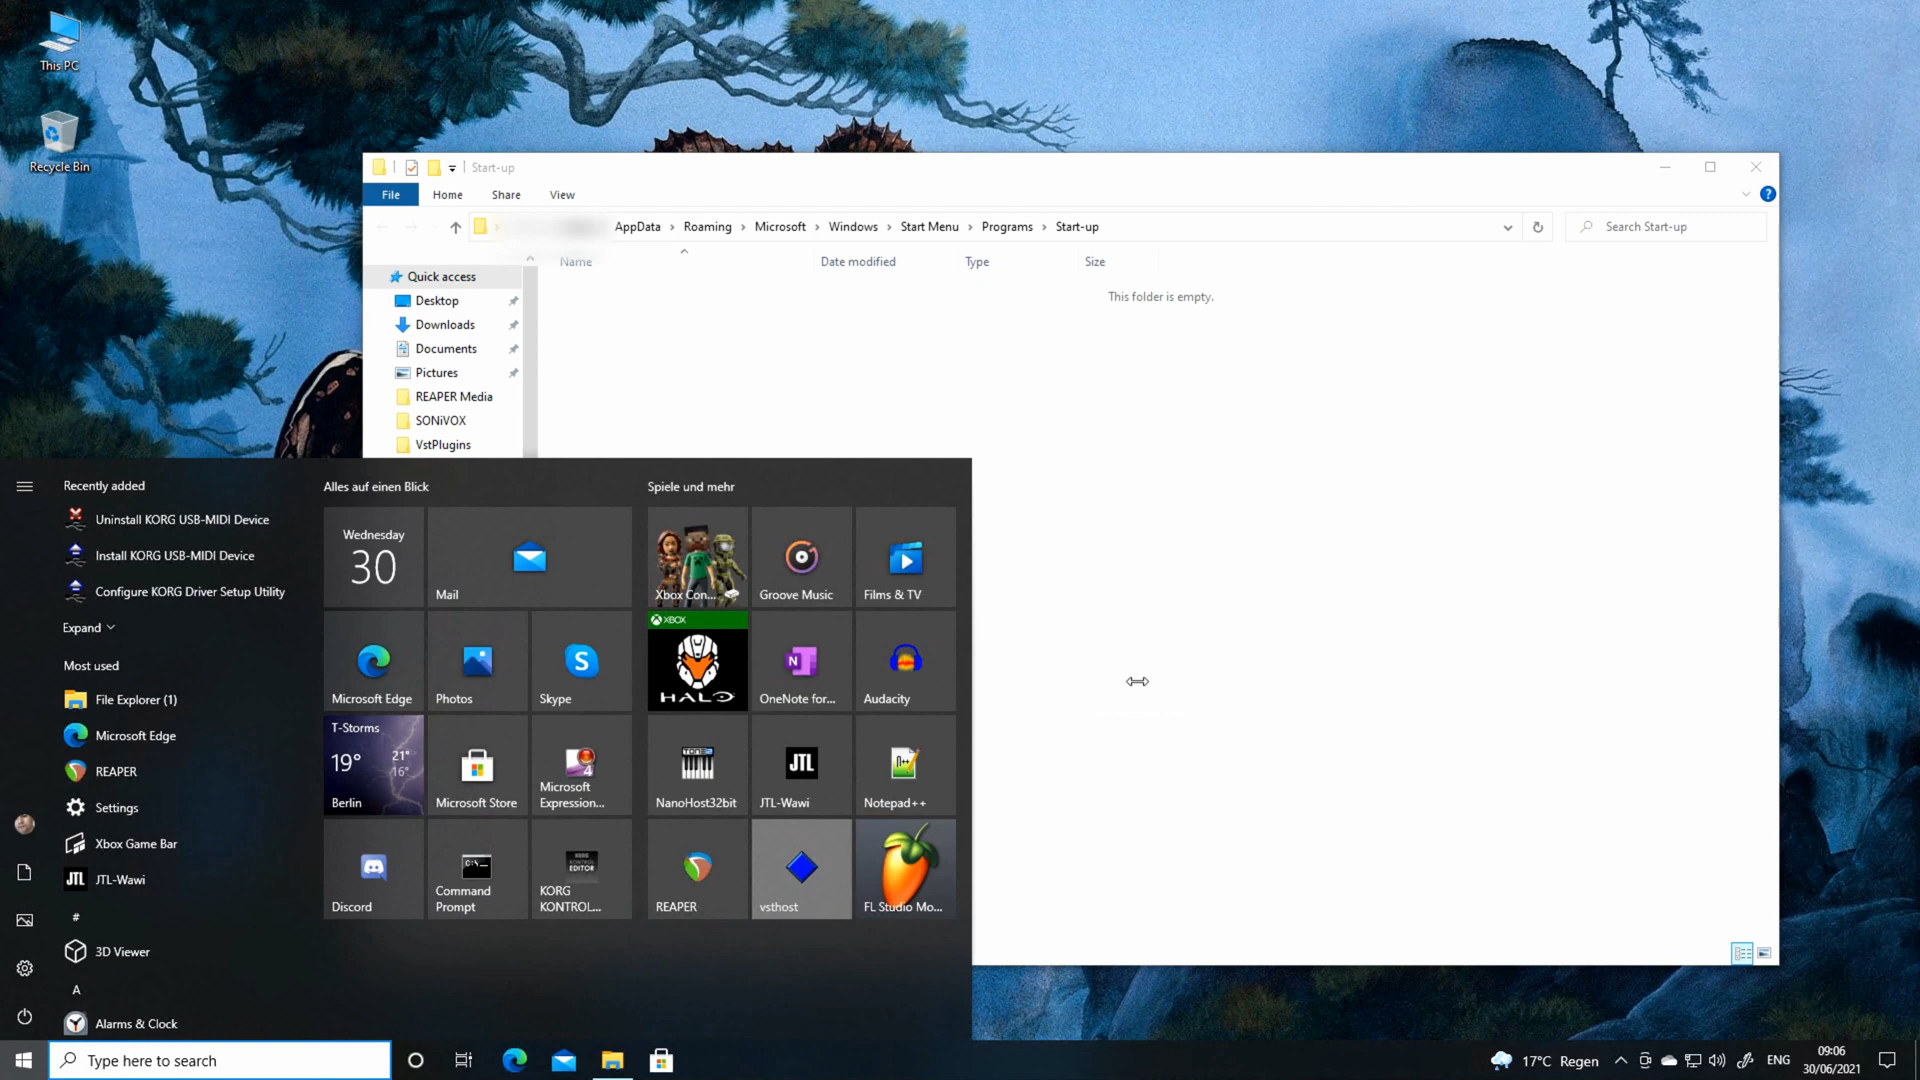 This PC
Recycle Bin
Start-up
File Home Share View
AppData Roaming Microsoft Windows Start Menu Programs Start-up
Search Start-up
Name Date modified Type Size
This folder is empty.
Quick access
Desktop
Downloads
Documents
Pictures
REAPER Media
SONiVOX
VstPlugins
Recently added
Uninstall KORG USB-MIDI Device
Install KORG USB-MIDI Device
Configure KORG Driver Setup Utility
Expand
Most used
File Explorer (1)
Microsoft Edge
REAPER
Settings
Xbox Game Bar
JTL
JTL-Wawi
#
3D Viewer
A
Alarms & Clock
Alles auf einen Blick
Wednesday
30
Mail
Microsoft Edge
Photos
S
Skype
T-Storms
19° 21°
16°
Berlin
Microsoft Store
4
Microsoft
Expression...
Discord
C:\_
Command
Prompt
KORG
KONTROL
EDITOR
KORG
KONTROL...
Spiele und mehr
Xbox Con...
Groove Music
Films & TV
XBOX
HALO
N
OneNote for...
Audacity
TONE2
NanoHost32bit
JTL
JTL-Wawi
Notepad++
REAPER
vsthost
FL Studio Mo...
Type here to search
17°C Regen
ENG
09:06
30/06/2021